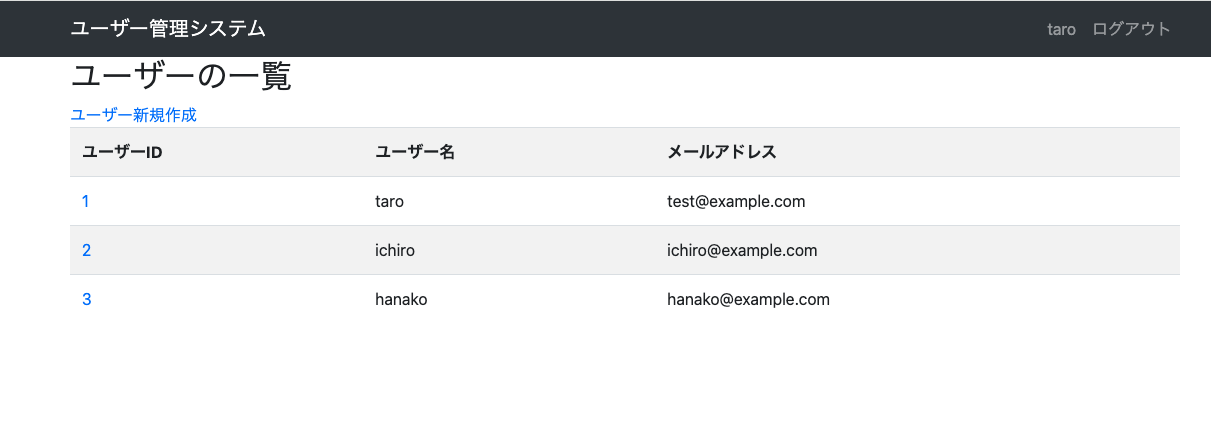 ユーザー管理システム taro ログアウト
ユーザーの一覧
ユーザー新規作成
ユーザーID ユーザー名 メールアドレス
1 taro test@example.com
2 ichiro ichiro@example.com
3 hanako hanako@example.com